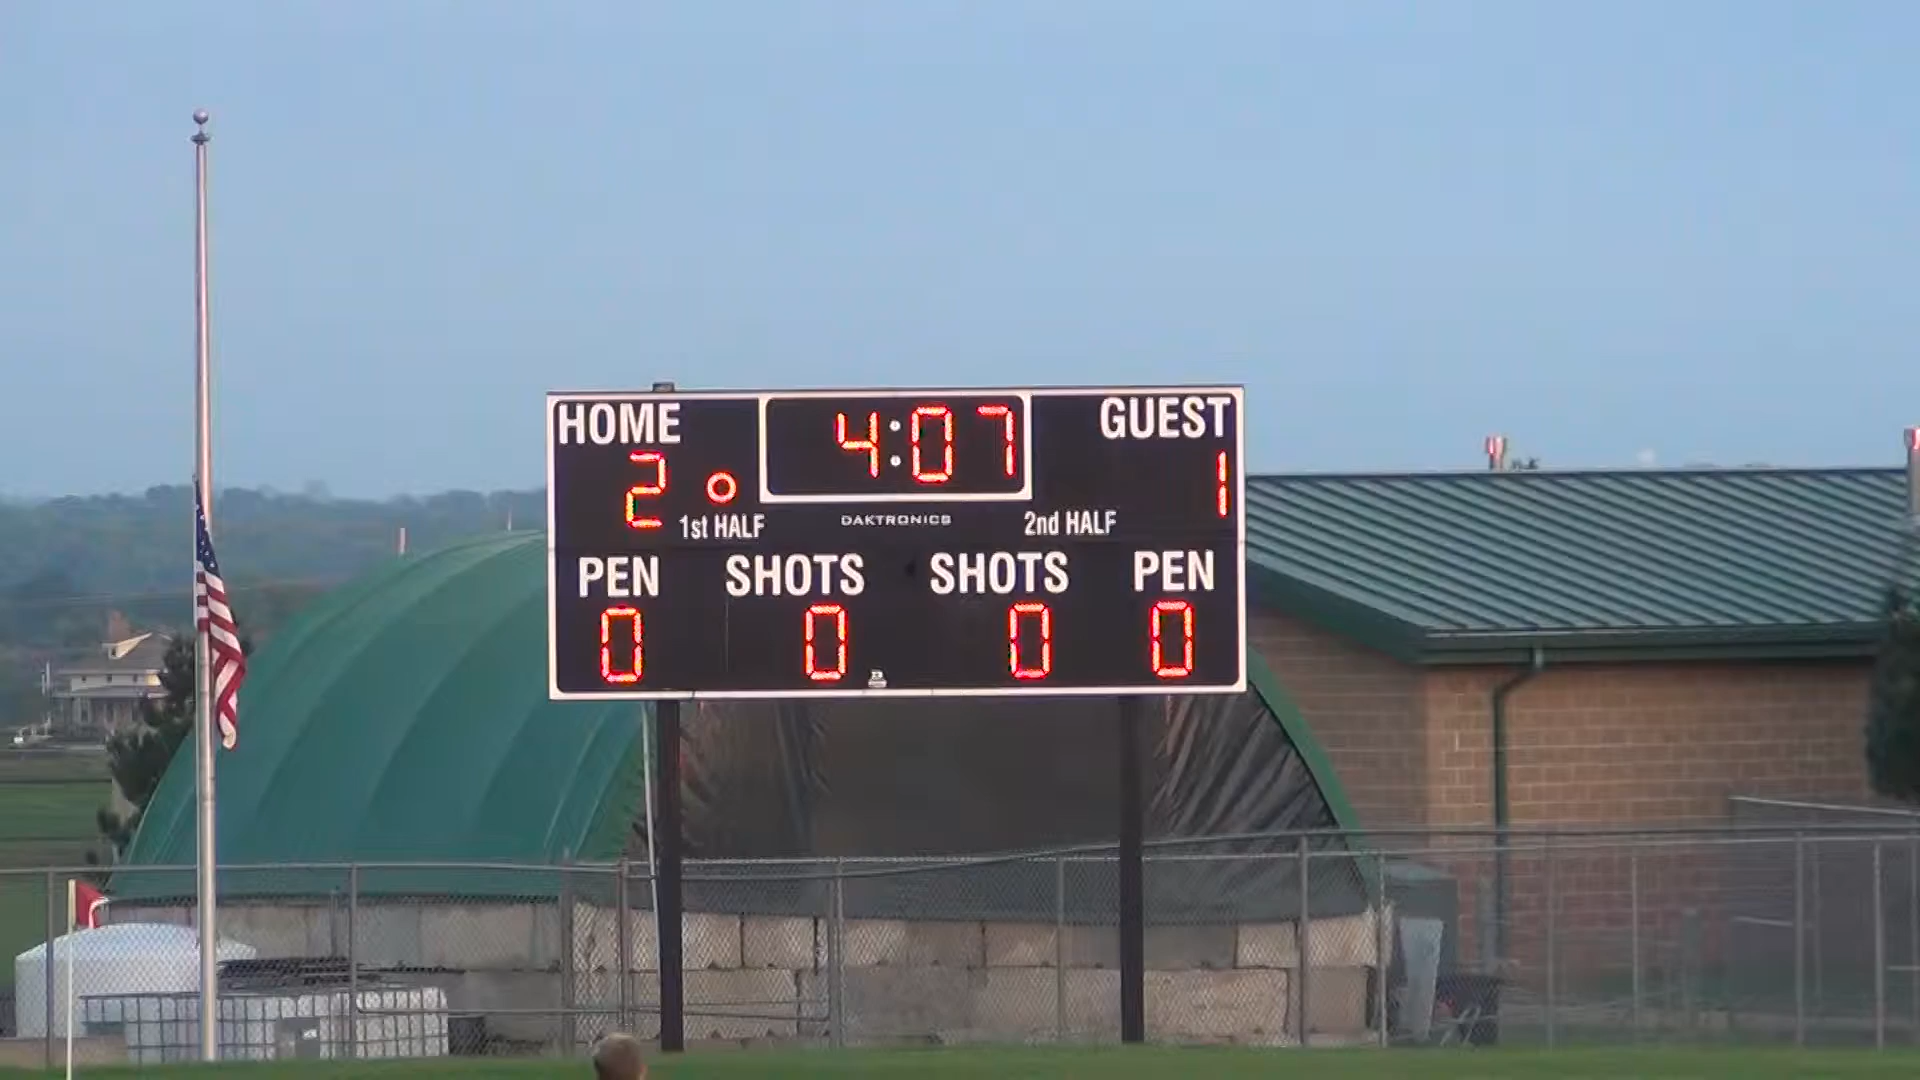 HOME 4:07 GUEST
2 1
1st HALF DAKTRONICS 2nd HALF
PEN SHOTS SHOTS PEN
0 0 0 0